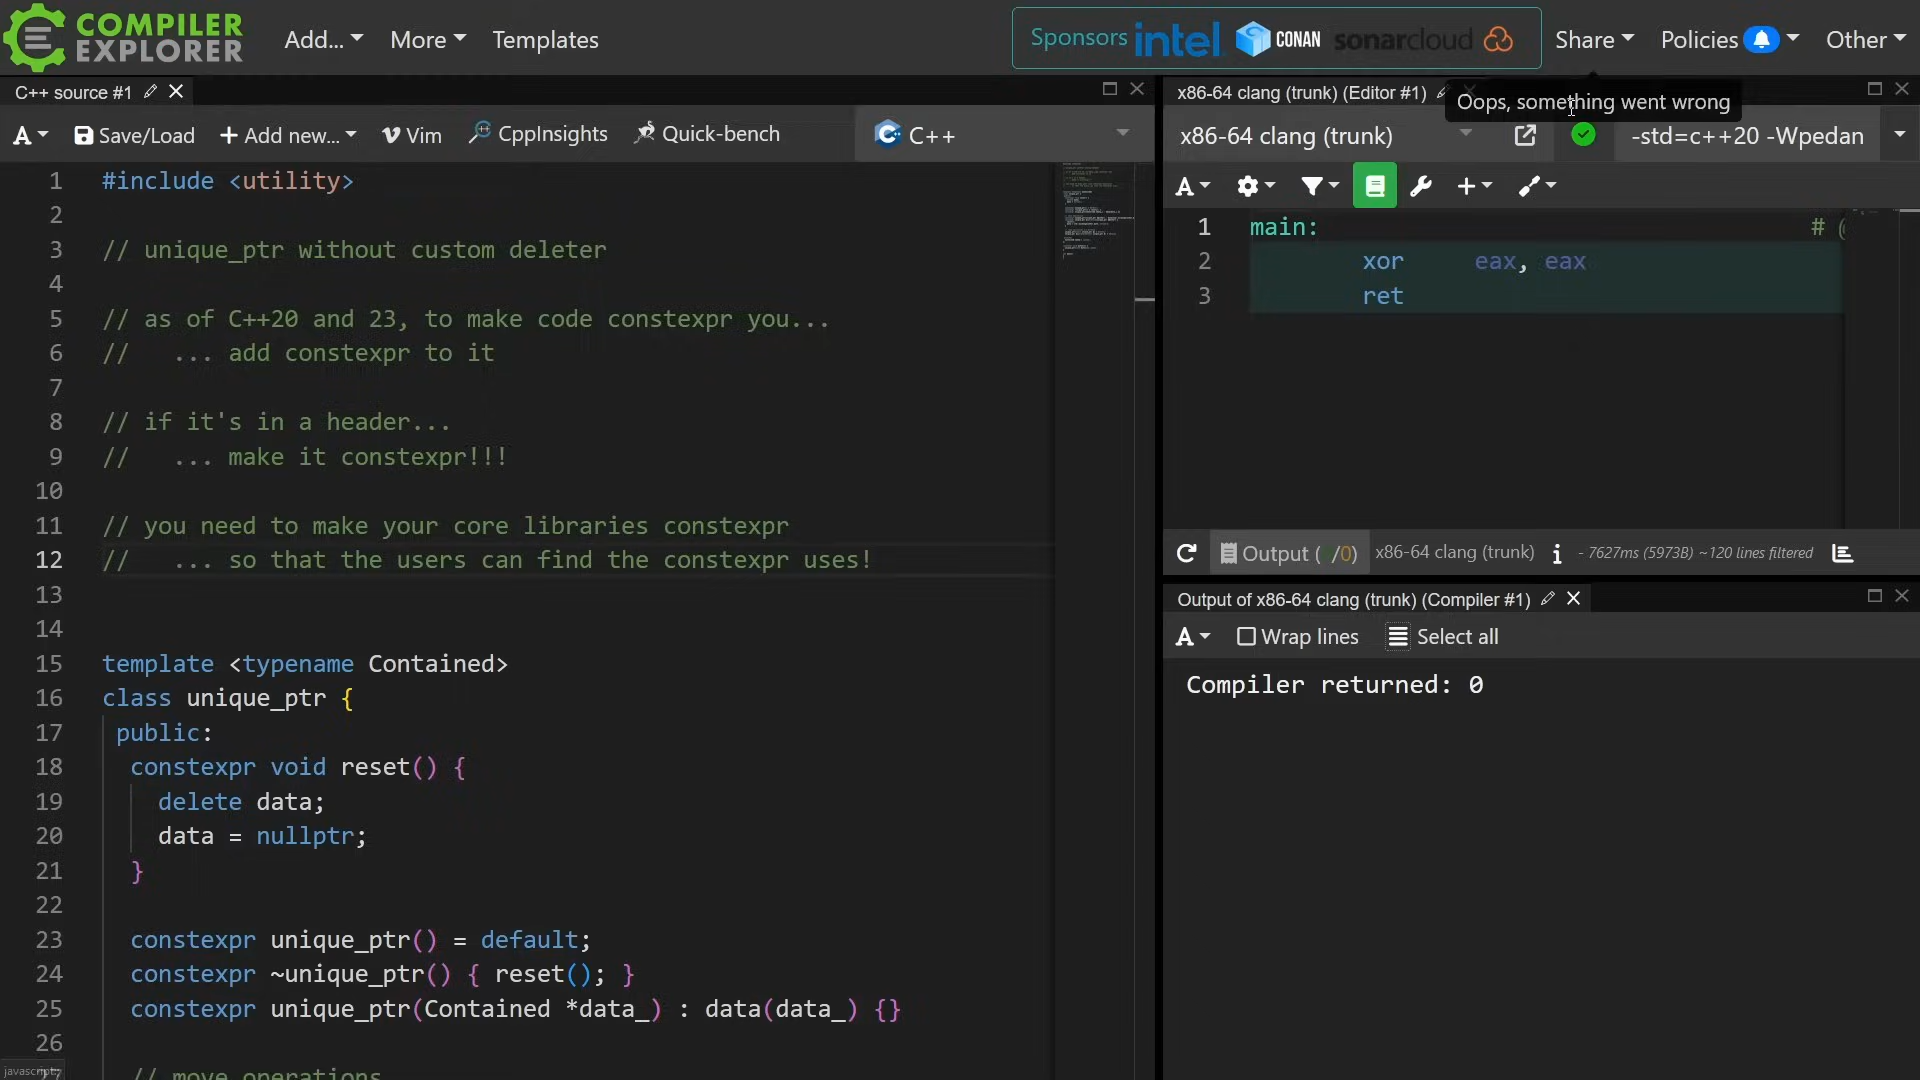 COMPILER EXPLORER
Add... More Templates
Sponsors intel CONAN sonarcloud
Share Policies Other
C++ source #1
A Save/Load + Add new... Vim CppInsights Quick-bench
C++
1 #include <utility>
2
3 // unique_ptr without custom deleter
4
5 // as of C++20 and 23, to make code constexpr you...
6 //   ... add constexpr to it
7
8 // if it's in a header...
9 //   ... make it constexpr!!!
10
11 // you need to make your core libraries constexpr
12 //   ... so that the users can find the constexpr uses!
13
14
15 template <typename Contained>
16 class unique_ptr {
17 public:
18 constexpr void reset() {
19 delete data;
20 data = nullptr;
21 }
22
23 constexpr unique_ptr() = default;
24 constexpr ~unique_ptr() { reset(); }
25 constexpr unique_ptr(Contained *data_) : data(data_) {}
26
// move operations
x86-64 clang (trunk) (Editor #1)
Oops, something went wrong
x86-64 clang (trunk)
-std=c++20 -Wpedan
A
1 main: #
2 xor eax, eax
3 ret
Output ( /0) x86-64 clang (trunk) i - 7627ms (5973B) ~120 lines filtered
Output of x86-64 clang (trunk) (Compiler #1)
A Wrap lines Select all
Compiler returned: 0